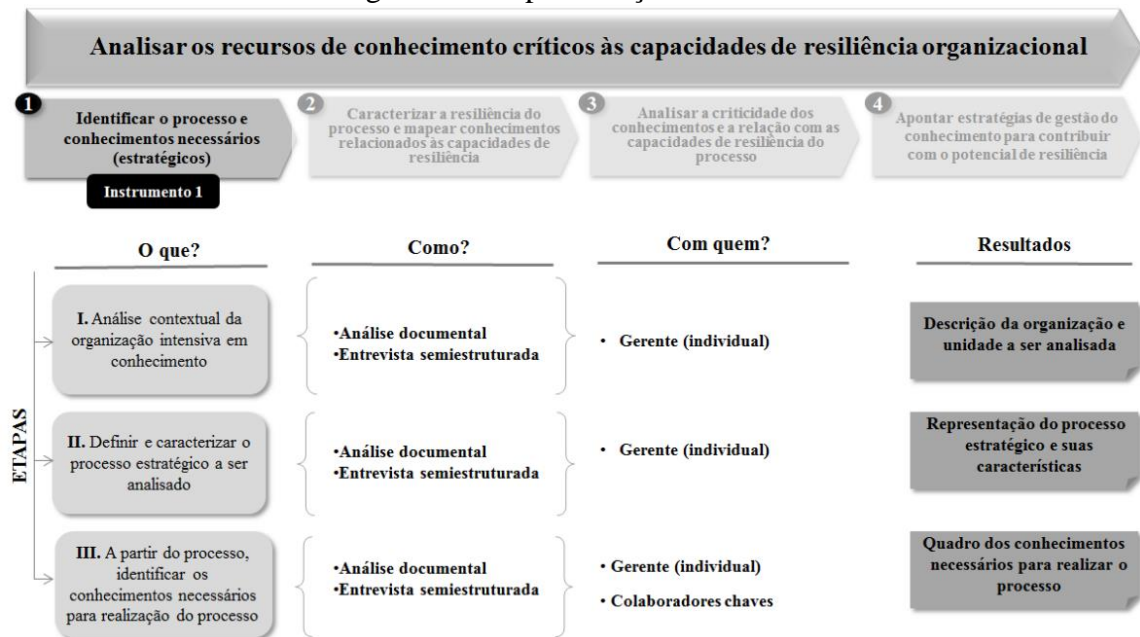 Analisar os recursos de conhecimento críticos às capacidades de resiliência organizacional
1
Identificar o processo e
conhecimentos necessários
(estratégicos)
Instrumento 1
2
Caracterizar a resiliência do
processo e mapear conhecimentos
relacionados às capacidades de
resiliência
3
Analisar a criticidade dos
conhecimentos e a relação com as
capacidades de resiliência do
processo
4
Apontar estratégias de gestão do
conhecimento para contribuir
com o potencial de resiliência
O que?
Como?
Com quem?
Resultados
ETAPAS
I. Análise contextual da
organização intensiva em
conhecimento
•Análise documental
•Entrevista semiestruturada
• Gerente (individual)
Descrição da organização e
unidade a ser analisada
II. Definir e caracterizar o
processo estratégico a ser
analisado
•Análise documental
•Entrevista semiestruturada
• Gerente (individual)
Representação do processo
estratégico e suas
características
III. A partir do processo,
identificar os
conhecimentos necessários
para realização do processo
•Análise documental
•Entrevista semiestruturada
• Gerente (individual)
• Colaboradores chaves
Quadro dos conhecimentos
necessários para realizar o
processo